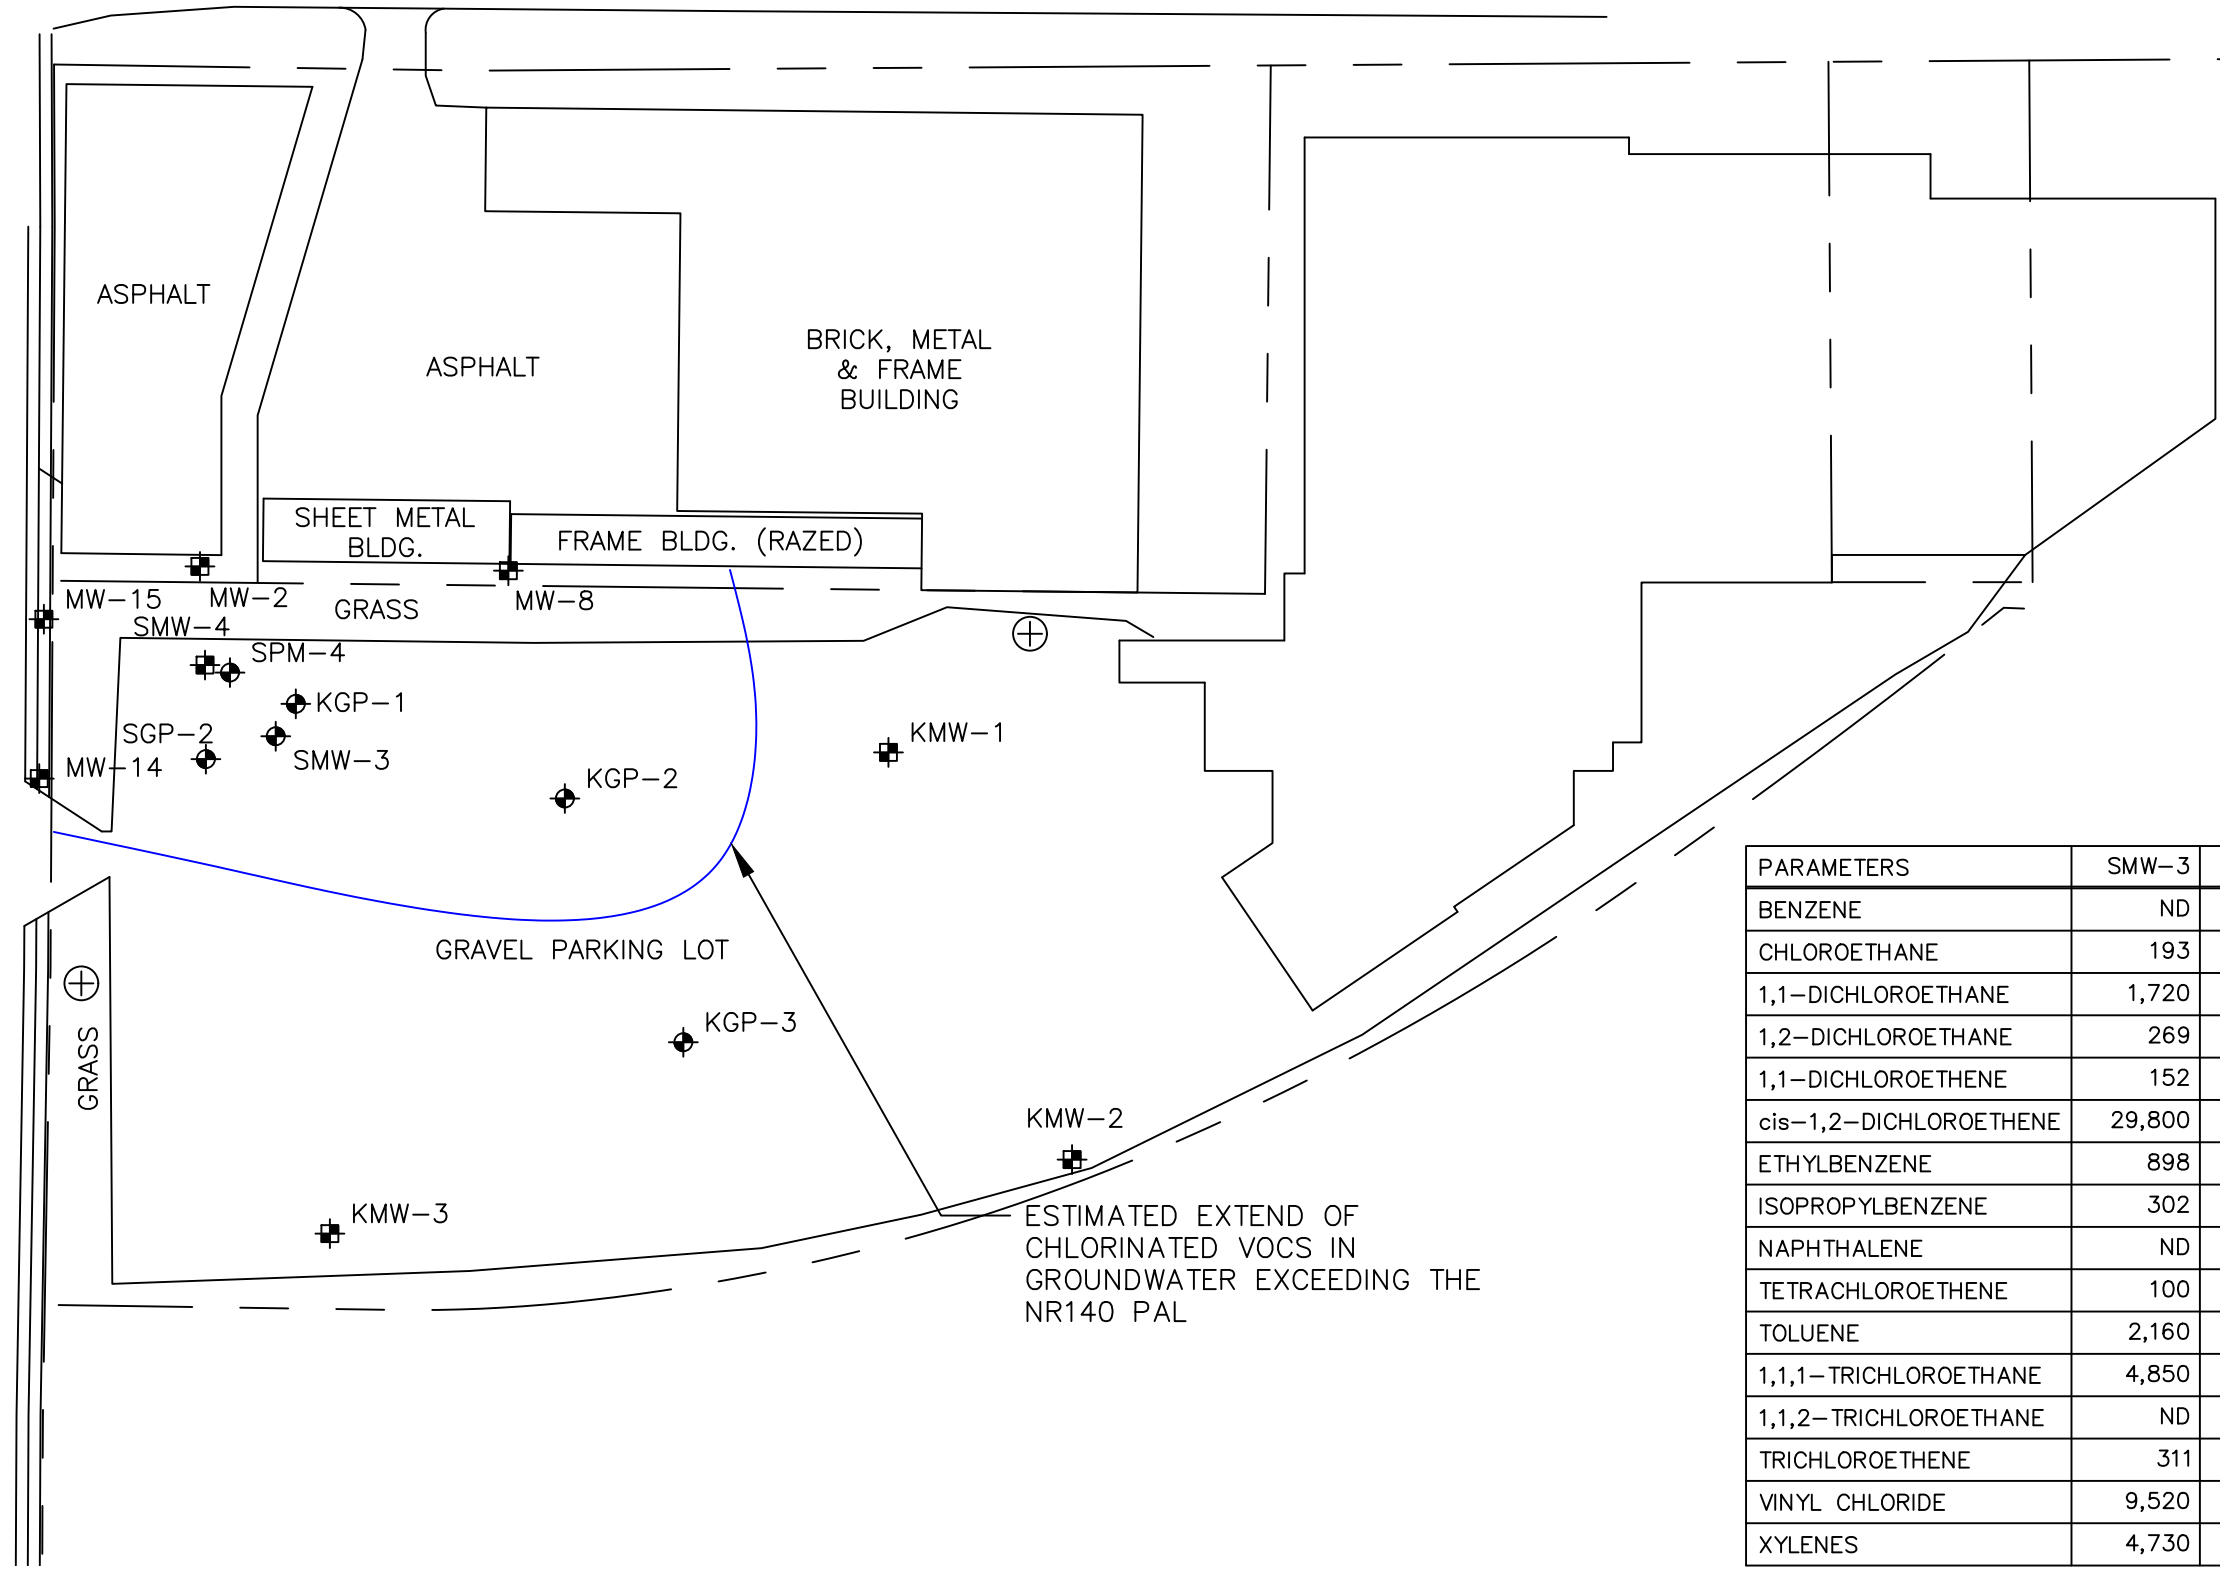 ASPHALT
ASPHALT
BRICK, METAL
& FRAME
BUILDING
SHEET METAL
BLDG.
FRAME BLDG. (RAZED)
MW-15
MW-2
GRASS
MW-8
SMW-4
SPM-4
KGP-1
SGP-2
SMW-3
MW-14
KGP-2
KMW-1
GRAVEL PARKING LOT
GRASS
KGP-3
KMW-2
KMW-3
ESTIMATED EXTEND OF
CHLORINATED VOCS IN
GROUNDWATER EXCEEDING THE
NR140 PAL
PARAMETERS SMW-3
BENZENE ND
CHLOROETHANE 193
1,1-DICHLOROETHANE 1,720
1,2-DICHLOROETHANE 269
1,1-DICHLOROETHENE 152
cis-1,2-DICHLOROETHENE 29,800
ETHYLBENZENE 898
ISOPROPYLBENZENE 302
NAPHTHALENE ND
TETRACHLOROETHENE 100
TOLUENE 2,160
1,1,1-TRICHLOROETHANE 4,850
1,1,2-TRICHLOROETHANE ND
TRICHLOROETHENE 311
VINYL CHLORIDE 9,520
XYLENES 4,730